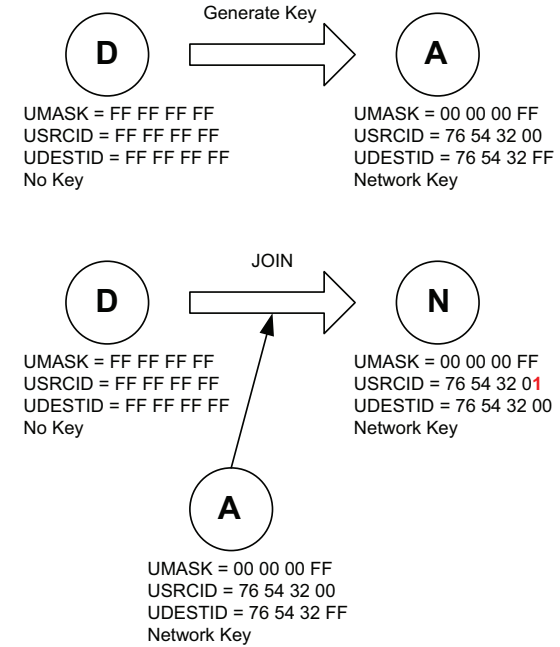 Generate Key
D
A
UMASK = FF FF FF FF
USRCID = FF FF FF FF
UDESTID = FF FF FF FF
No Key
UMASK = 00 00 00 FF
USRCID = 76 54 32 00
UDESTID = 76 54 32 FF
Network Key
JOIN
D
N
UMASK = FF FF FF FF
USRCID = FF FF FF FF
UDESTID = FF FF FF FF
No Key
UMASK = 00 00 00 FF
USRCID = 76 54 32 01
UDESTID = 76 54 32 00
Network Key
A
UMASK = 00 00 00 FF
USRCID = 76 54 32 00
UDESTID = 76 54 32 FF
Network Key